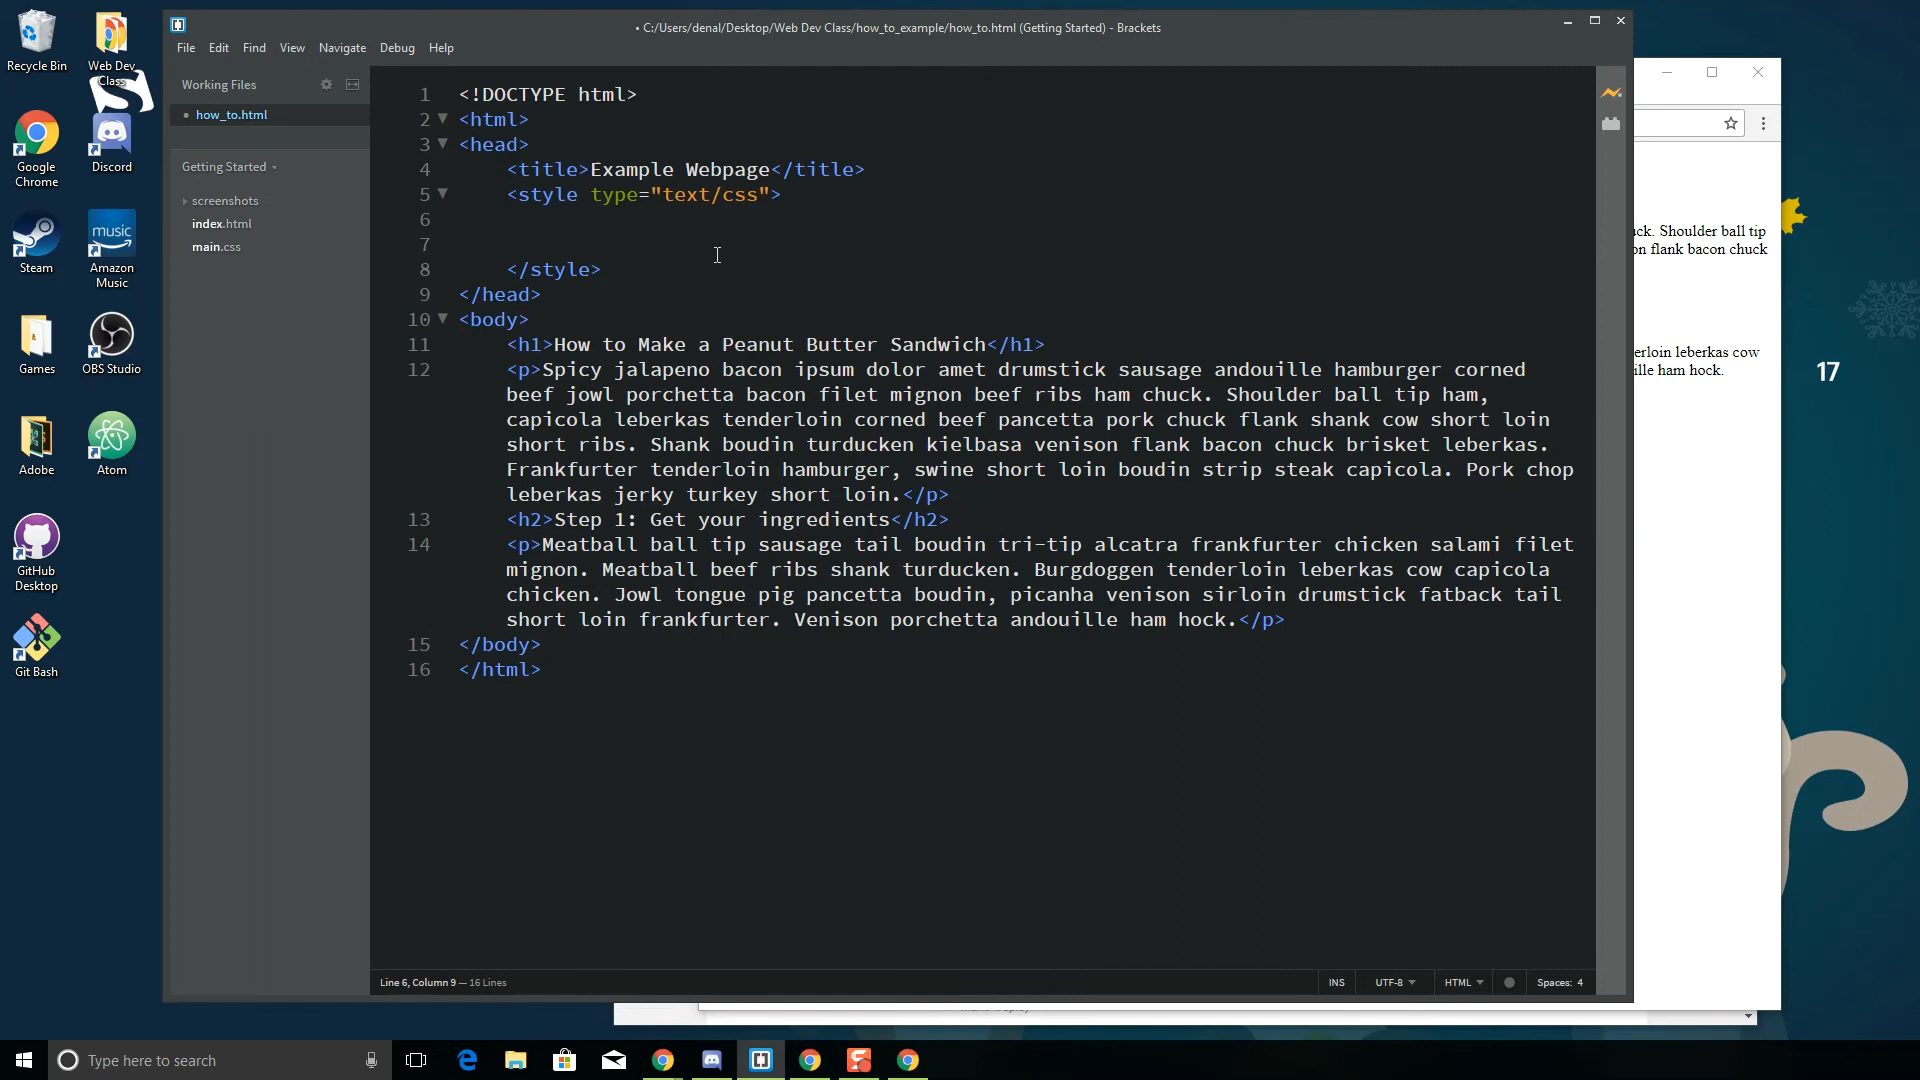 • C:/Users/denal/Desktop/Web Dev Class/how_to_example/how_to.html (Getting Started) - Brackets
File Edit Find View Navigate Debug Help
Recycle Bin
Web Dev
Class
Google
Chrome
Discord
Steam
Amazon
Music
Games
OBS Studio
Adobe
Atom
GitHub
Desktop
Git Bash
Working Files
• how_to.html
Getting Started
screenshots
index.html
main.css
1 <!DOCTYPE html>
2 <html>
3 <head>
4 <title>Example Webpage</title>
5 <style type="text/css">
6
7
8 </style>
9 </head>
10 <body>
11 <h1>How to Make a Peanut Butter Sandwich</h1>
12 <p>Spicy jalapeno bacon ipsum dolor amet drumstick sausage andouille hamburger corned
beef jowl porchetta bacon filet mignon beef ribs ham chuck. Shoulder ball tip ham,
capicola leberkas tenderloin corned beef pancetta pork chuck flank shank cow short loin
short ribs. Shank boudin turducken kielbasa venison flank bacon chuck brisket leberkas.
Frankfurter tenderloin hamburger, swine short loin boudin strip steak capicola. Pork chop
leberkas jerky turkey short loin.</p>
13 <h2>Step 1: Get your ingredients</h2>
14 <p>Meatball ball tip sausage tail boudin tri-tip alcatra frankfurter chicken salami filet
mignon. Meatball beef ribs shank turducken. Burgdoggen tenderloin leberkas cow capicola
chicken. Jowl tongue pig pancetta boudin, picanha venison sirloin drumstick fatback tail
short loin frankfurter. Venison porchetta andouille ham hock.</p>
15 </body>
16 </html>
Line 6, Column 9 — 16 Lines
INS UTF-8 HTML Spaces: 4
uck. Shoulder ball tip
on flank bacon chuck
erloin leberkas cow
ille ham hock.
17
Type here to search